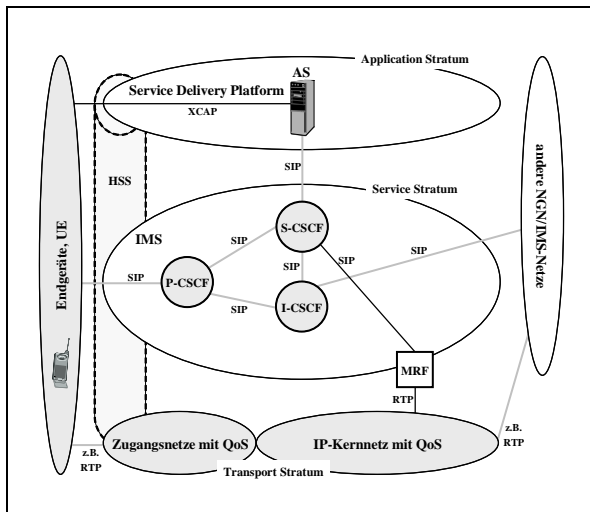 Application Stratum
AS
Service Delivery Platform
XCAP
HSS
SIP
Service Stratum
IMS
S-CSCF
SIP
SIP
SIP
SIP
SIP
P-CSCF
SIP
I-CSCF
MRF
RTP
Endgeräte, UE
andere NGN/IMS-Netze
Zugangsnetze mit QoS
IP-Kernnetz mit QoS
z.B.
RTP
z.B.
RTP
Transport Stratum